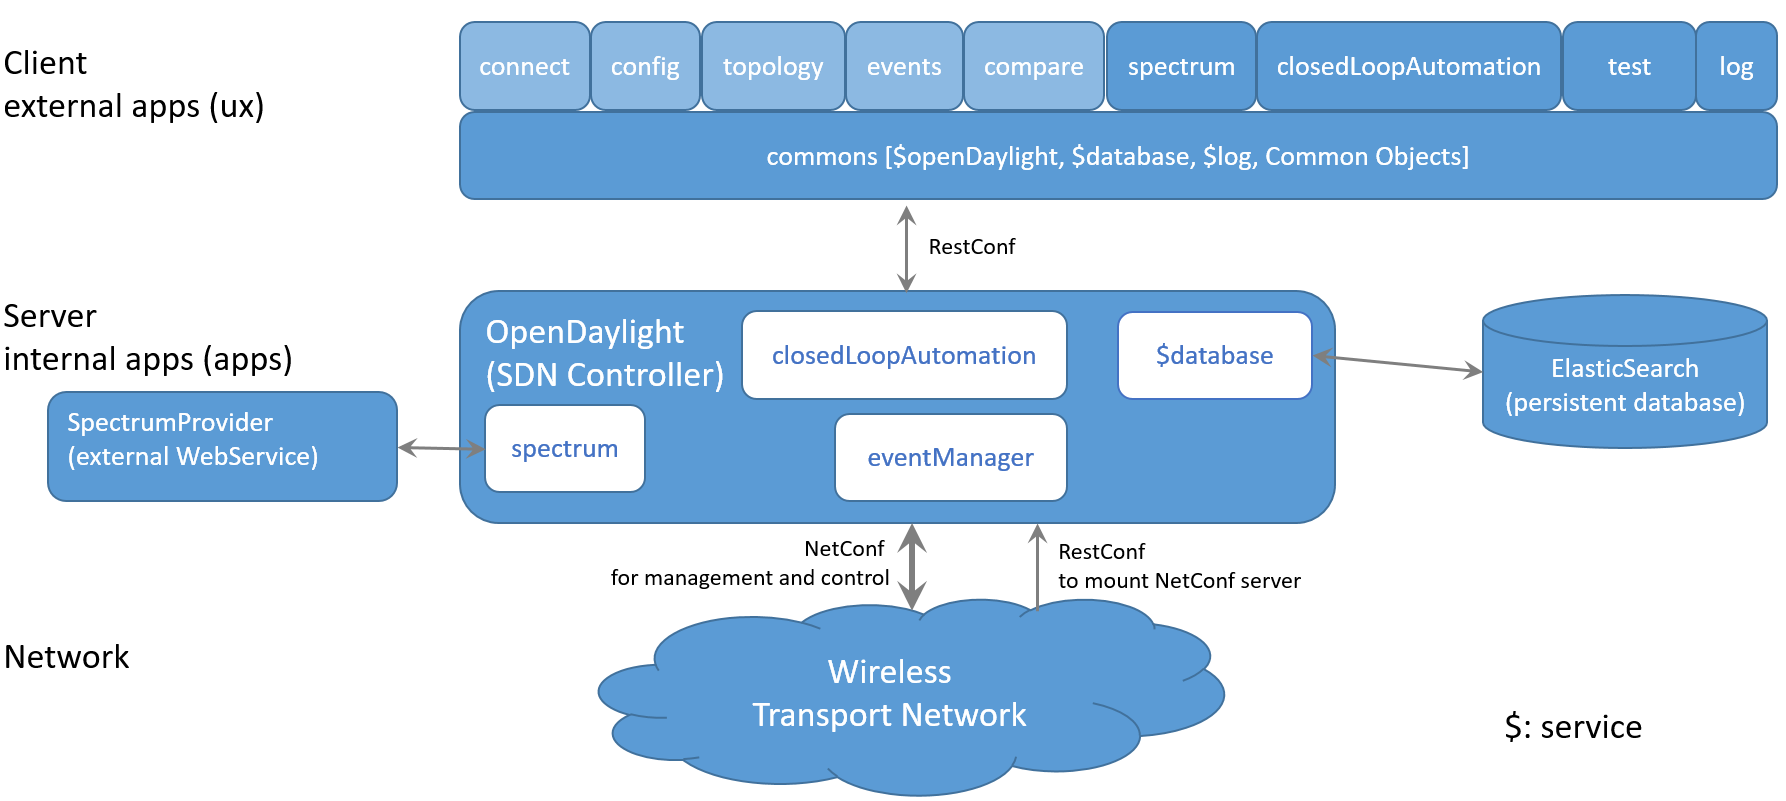 Client
external apps (ux)
connect
config
topology
events
compare
spectrum
closedLoopAutomation
test
log
commons [$openDaylight, $database, $log, Common Objects]
RestConf
Server
internal apps (apps)
OpenDaylight
(SDN Controller)
closedLoopAutomation
$database
ElasticSearch
(persistent database)
SpectrumProvider
(external WebService)
spectrum
eventManager
NetConf
for management and control
RestConf
to mount NetConf server
Network
Wireless
Transport Network
$: service